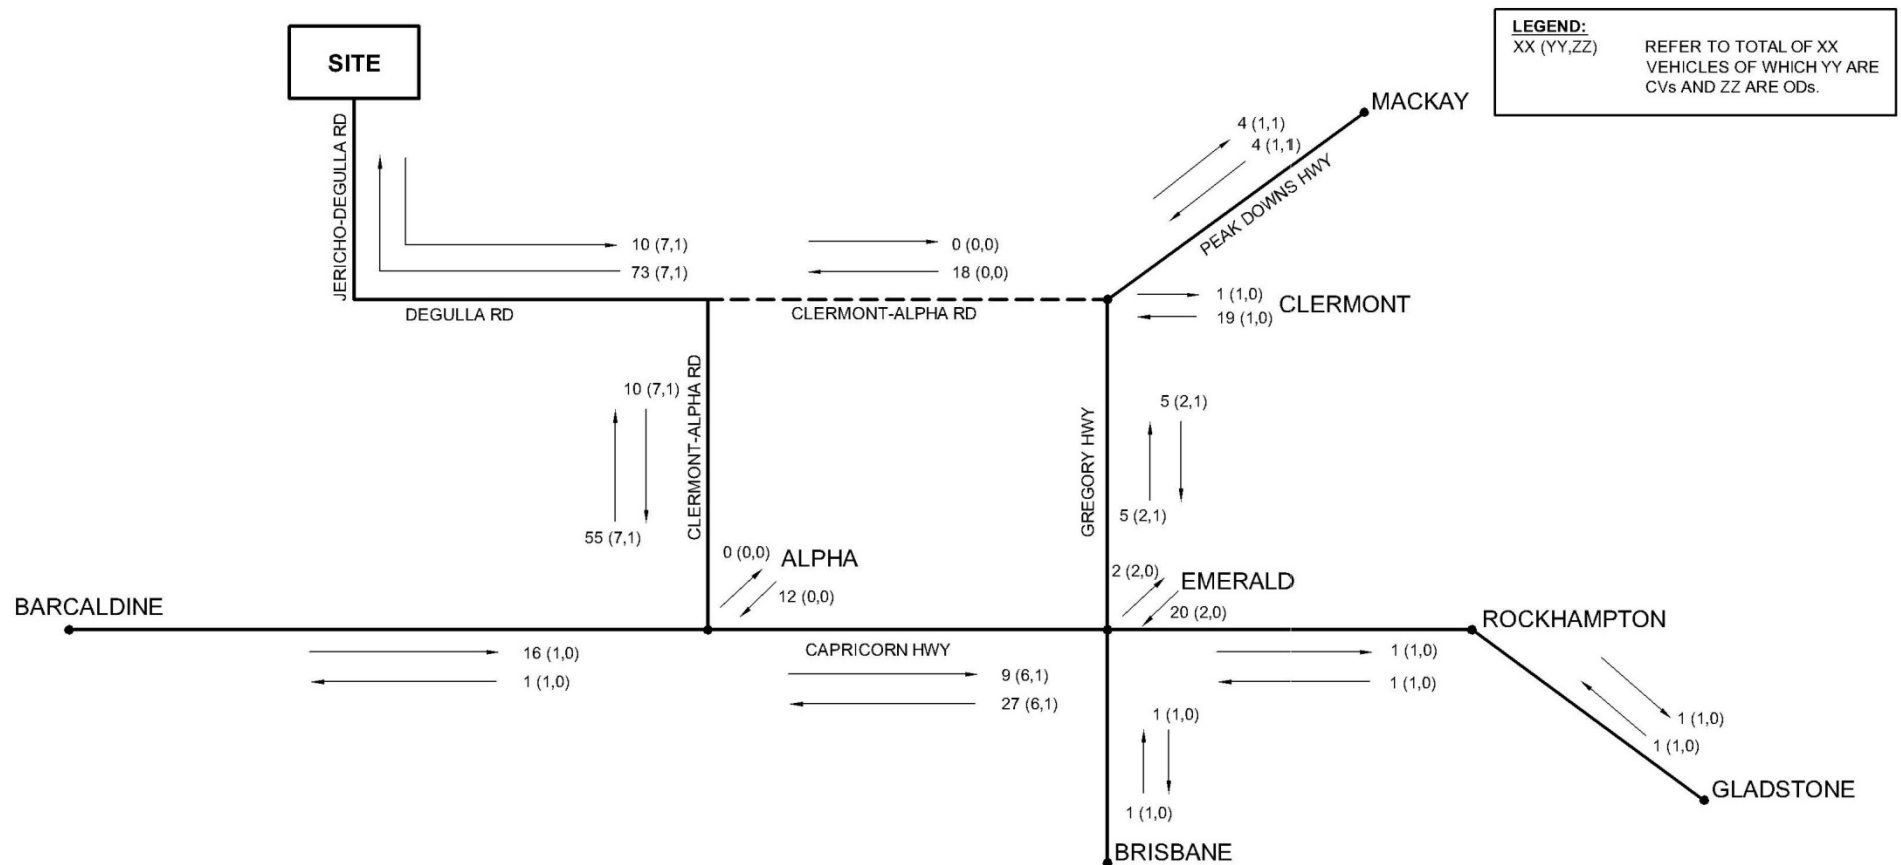 LEGEND:
XX (YY,ZZ) REFER TO TOTAL OF XX
VEHICLES OF WHICH YY ARE
CVs AND ZZ ARE ODs.
SITE
JERICHO-DEGULLA RD
MACKAY
4 (1,1)
4 (1,1)
PEAK DOWNS HWY
10 (7,1)
73 (7,1)
0 (0,0)
18 (0,0)
DEGULLA RD
CLERMONT-ALPHA RD
1 (1,0)
CLERMONT
19 (1,0)
CLERMONT-ALPHA RD
10 (7,1)
55 (7,1)
GREGORY HWY
5 (2,1)
5 (2,1)
0 (0,0)
ALPHA
12 (0,0)
2 (2,0)
EMERALD
20 (2,0)
BARCALDINE
ROCKHAMPTON
16 (1,0)
1 (1,0)
CAPRICORN HWY
9 (6,1)
27 (6,1)
1 (1,0)
1 (1,0)
1 (1,0)
1 (1,0)
1 (1,0)
1 (1,0)
GLADSTONE
BRISBANE